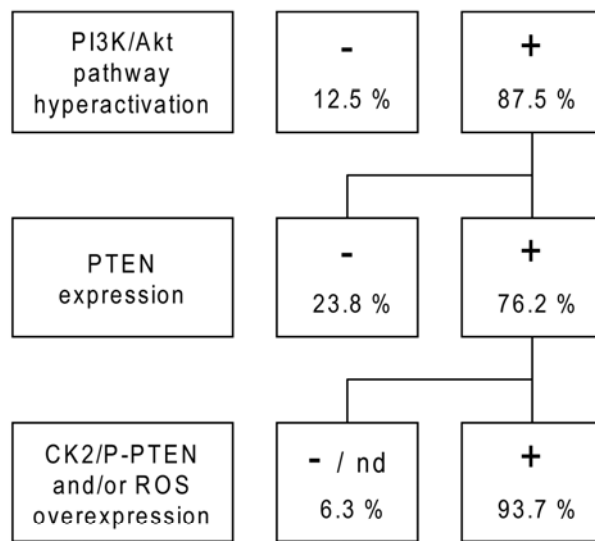 PI3K/Akt
pathway
hyperactivation
-
12.5 %
+
87.5 %
PTEN
expression
-
23.8 %
+
76.2 %
CK2/P-PTEN
and/or ROS
overexpression
- / nd
6.3 %
+
93.7 %